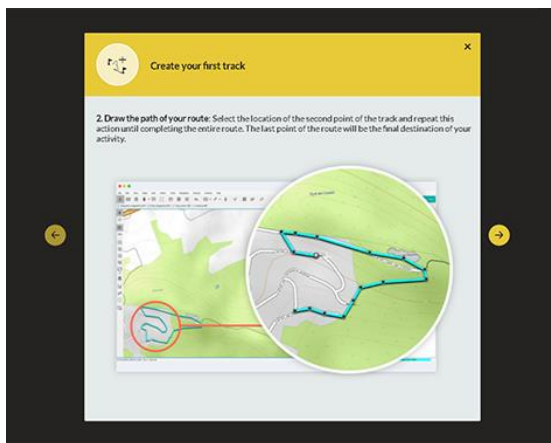 Create your first track
2. Draw the path of your route: Select the location of the second point of the track and repeat this
action until completing the entire route. The last point of the route will be the final destination of your
activity.